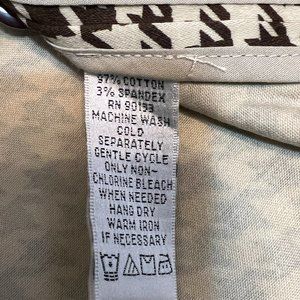 97% COTTON
3% SPANDEX
RN 90193
MACHINE WASH
COLD
SEPARATELY
GENTLE CYCLE
ONLY NON-
CHLORINE BLEACH
WHEN NEEDED
HANG DRY
WARM IRON
IF NECESSARY